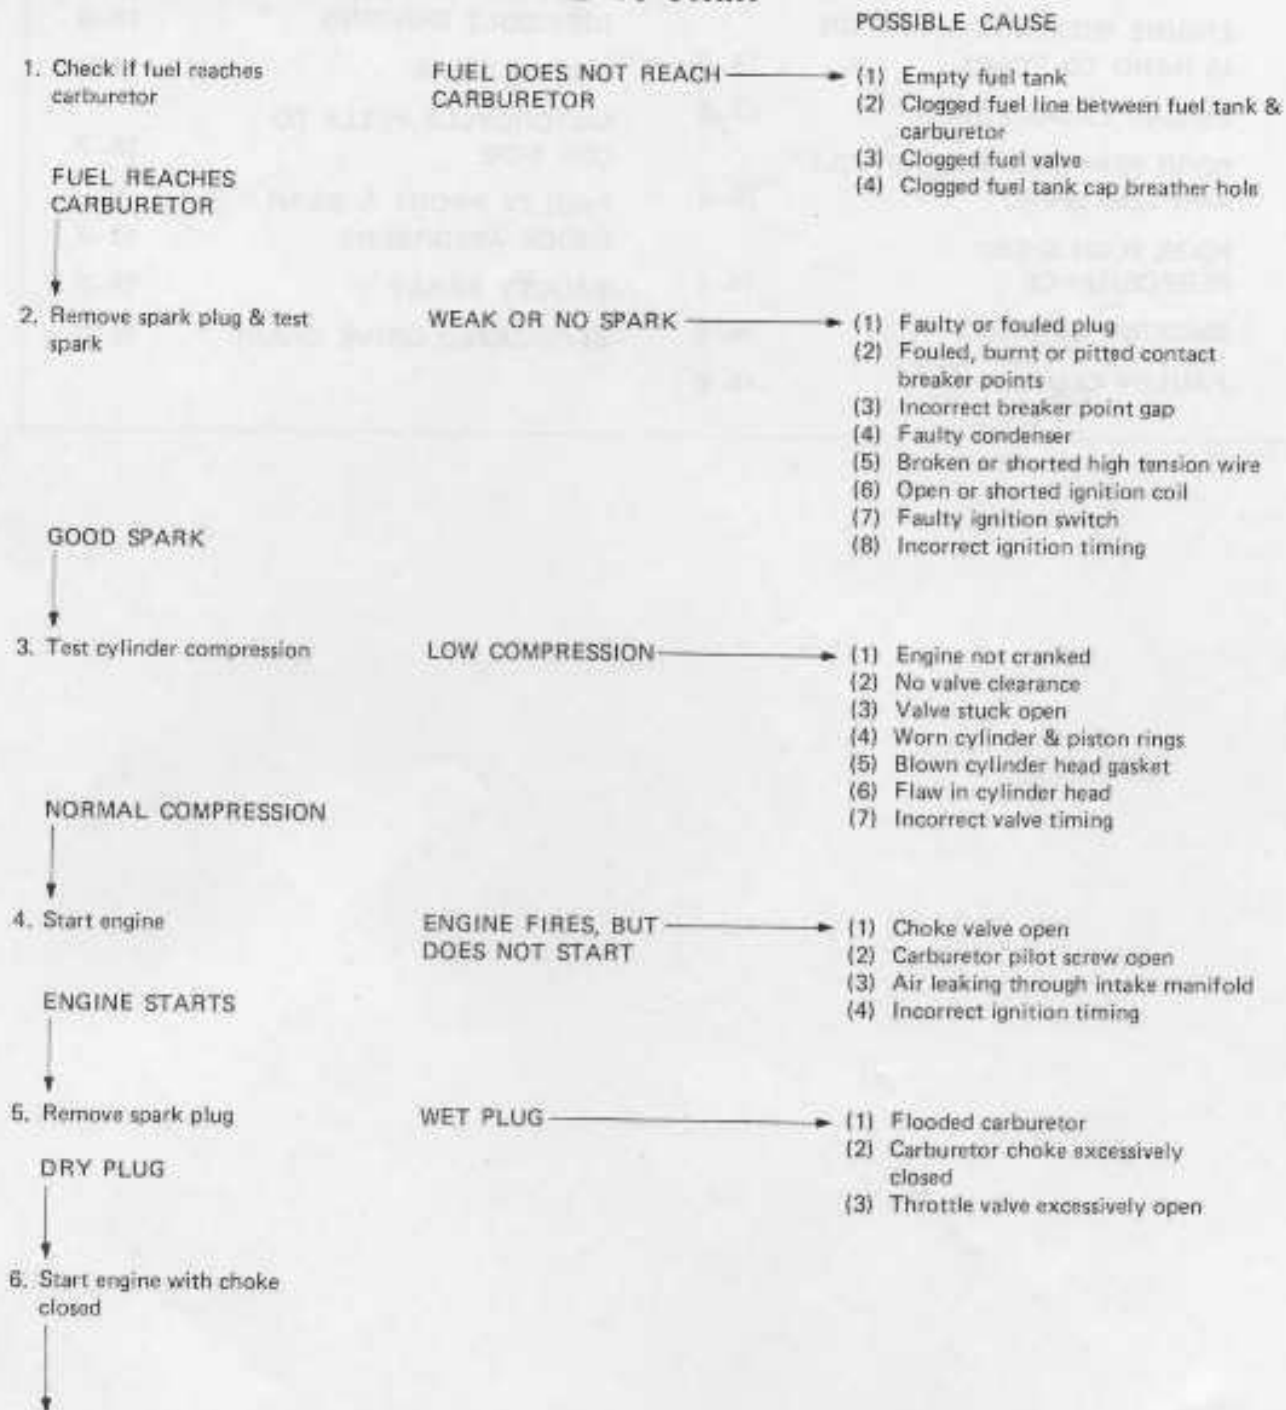 POSSIBLE CAUSE
1. Check if fuel reaches
carburetor
FUEL DOES NOT REACH
CARBURETOR
(1) Empty fuel tank
(2) Clogged fuel line between fuel tank &
carburetor
(3) Clogged fuel valve
(4) Clogged fuel tank cap breather hole
FUEL REACHES
CARBURETOR
2. Remove spark plug & test
spark
WEAK OR NO SPARK
(1) Faulty or fouled plug
(2) Fouled, burnt or pitted contact
breaker points
(3) Incorrect breaker point gap
(4) Faulty condenser
(5) Broken or shorted high tension wire
(6) Open or shorted ignition coil
(7) Faulty ignition switch
(8) Incorrect ignition timing
GOOD SPARK
3. Test cylinder compression
LOW COMPRESSION
(1) Engine not cranked
(2) No valve clearance
(3) Valve stuck open
(4) Worn cylinder & piston rings
(5) Blown cylinder head gasket
(6) Flaw in cylinder head
(7) Incorrect valve timing
NORMAL COMPRESSION
4. Start engine
ENGINE FIRES, BUT
DOES NOT START
(1) Choke valve open
(2) Carburetor pilot screw open
(3) Air leaking through intake manifold
(4) Incorrect ignition timing
ENGINE STARTS
5. Remove spark plug
WET PLUG
(1) Flooded carburetor
(2) Carburetor choke excessively
closed
(3) Throttle valve excessively open
DRY PLUG
6. Start engine with choke
closed